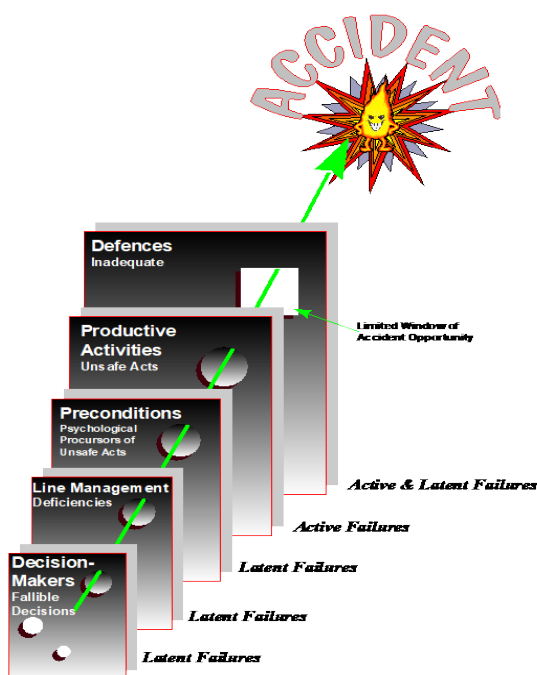 ACCIDENT
Defences
Inadequate
Limited Window of
Accident Opportunity
Productive
Activities
Unsafe Acts
Preconditions
Psychological
Procursors of
Unsafe Acts
Line Management
Deficiencies
Decision-
Makers
Fallible
Decisions
Active & Latent Failures
Active Failures
Latent Failures
Latent Failures
Latent Failures